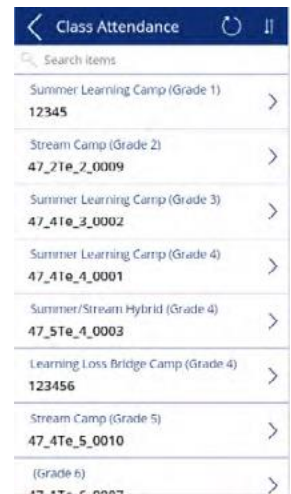 Class Attendance
Search items
Summer Learning Camp (Grade 1)
12345
Stream Camp (Grade 2)
47_2Te_2_0009
Summer Learning Camp (Grade 3)
47_4Te_3_0002
Summer Learning Camp (Grade 4)
47_4Te_4_0001
Summer/Stream Hybrid (Grade 4)
47_5Te_4_0003
Learning Loss Bridge Camp (Grade 4)
123456
Stream Camp (Grade 5)
47_4Te_5_0010
(Grade 6)